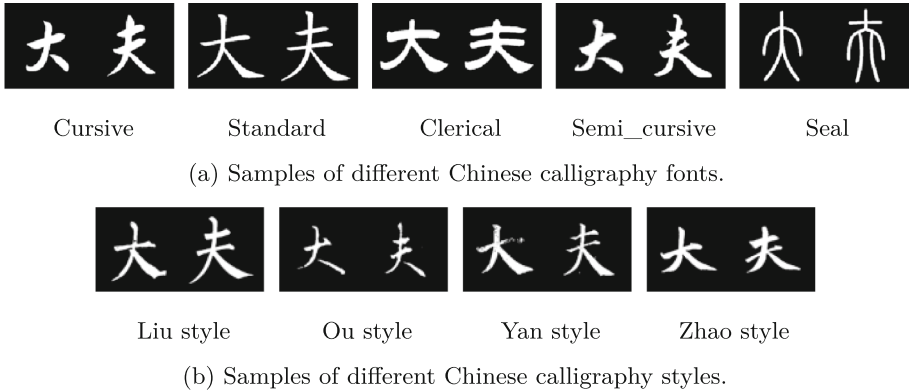 大夫 大夫 大夫 大夫 大夫
Cursive Standard Clerical Semi_cursive Seal
(a) Samples of different Chinese calligraphy fonts.
大夫 大夫 大夫 大夫
Liu style Ou style Yan style Zhao style
(b) Samples of different Chinese calligraphy styles.